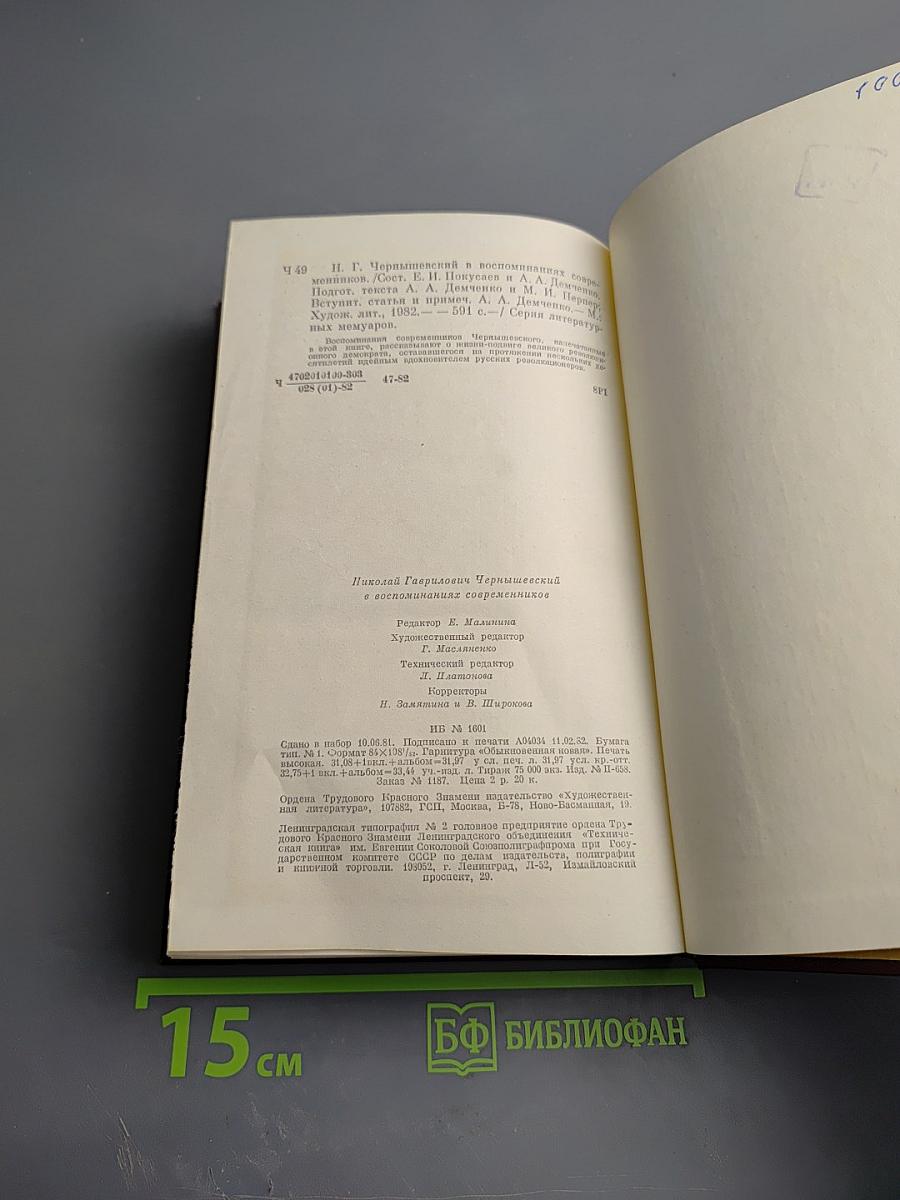 Ч 49 Н. Г. Чернышевский в воспоминаниях совре-
менников. /Сост. Е. И. Покусаев и А. А. Демченко.
Подгот. текста А. А. Демченко и М. И. Перпер;
Вступит. статья и примеч. А. А. Демченко.— М.:
Худож. лит., 1982.— — 591 с.—/ Серия литератур-
ных мемуаров.
Воспоминания современников Чернышевского, напечатанные
в этой книге, рассказывают о жизни-подвиге великого революци-
онного демократа, остававшегося на протяжении нескольких де-
сятилетий идейным вдохновителем русских революционеров.
Ч 4702010100-303
028 (01)-82 47-82
8Р1
Николай Гаврилович Чернышевский
в воспоминаниях современников
Редактор Е. Малинина
Художественный редактор
Г. Масляненко
Технический редактор
Л. Платонова
Корректоры
Н. Замятина и В. Широкова
ИБ № 1601
Сдано в набор 10.06.81. Подписано к печати А04034 11.02.82. Бумага
тип. № 1. Формат 84×108¹/₃₂. Гарнитура «Обыкновенная новая». Печать
высокая. 31,08+1вкл.+альбом=31,97 усл. печ. л. 31,97 усл. кр.-отт.
32,75+1 вкл.+альбом=33,44 уч.-изд. л. Тираж 75 000 экз. Изд. № II-658.
Заказ № 1187. Цена 2 р. 20 к.
Ордена Трудового Красного Знамени издательство «Художествен-
ная литература», 107882, ГСП, Москва, Б-78, Ново-Басманная, 19.
Ленинградская типография № 2 головное предприятие ордена Тру-
дового Красного Знамени Ленинградского объединения «Техниче-
ская книга» им. Евгении Соколовой Союзполиграфпрома при Госу-
дарственном комитете СССР по делам издательств, полиграфии
и книжной торговли. 198052, г. Ленинград, Л-52, Измайловский
проспект, 29.
15 см
БФ БИБЛИОФАН